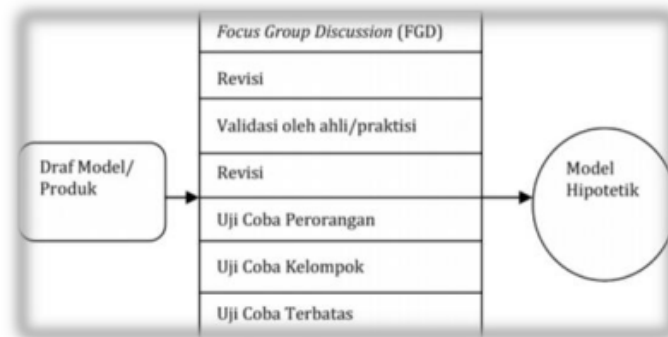 Focus Group Discussion (FGD)
Revisi
Validasi oleh ahli/praktisi
Draf Model/
Produk
Revisi
Model
Hipotetik
Uji Coba Perorangan
Uji Coba Kelompok
Uji Coba Terbatas